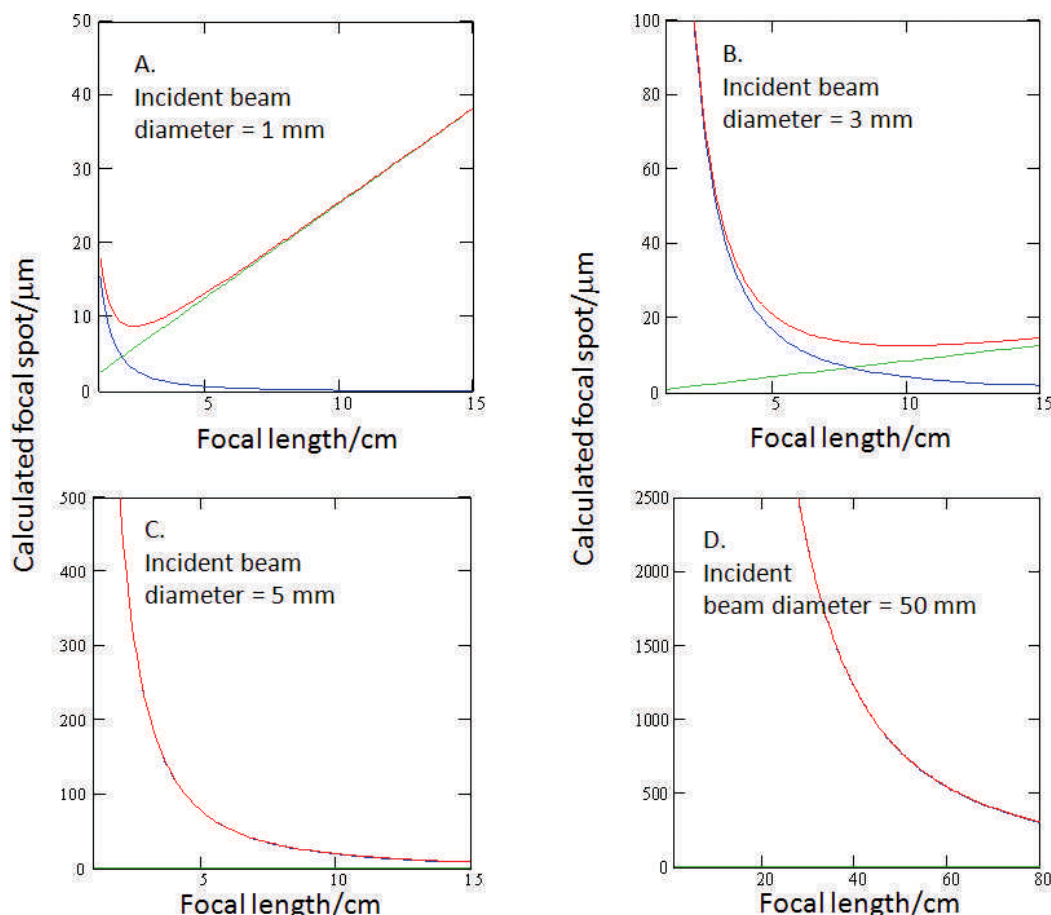 Calculated focal spot/µm
50
40
30
20
10
0
A.
Incident beam
diameter = 1 mm
5
10
15
Focal length/cm
Calculated focal spot/µm
100
80
60
40
20
0
B.
Incident beam
diameter = 3 mm
5
10
15
Focal length/cm
500
400
300
200
100
0
C.
Incident beam
diameter = 5 mm
5
10
15
Focal length/cm
2500
2000
1500
1000
500
0
D.
Incident
beam diameter = 50 mm
20
40
60
80
Focal length/cm